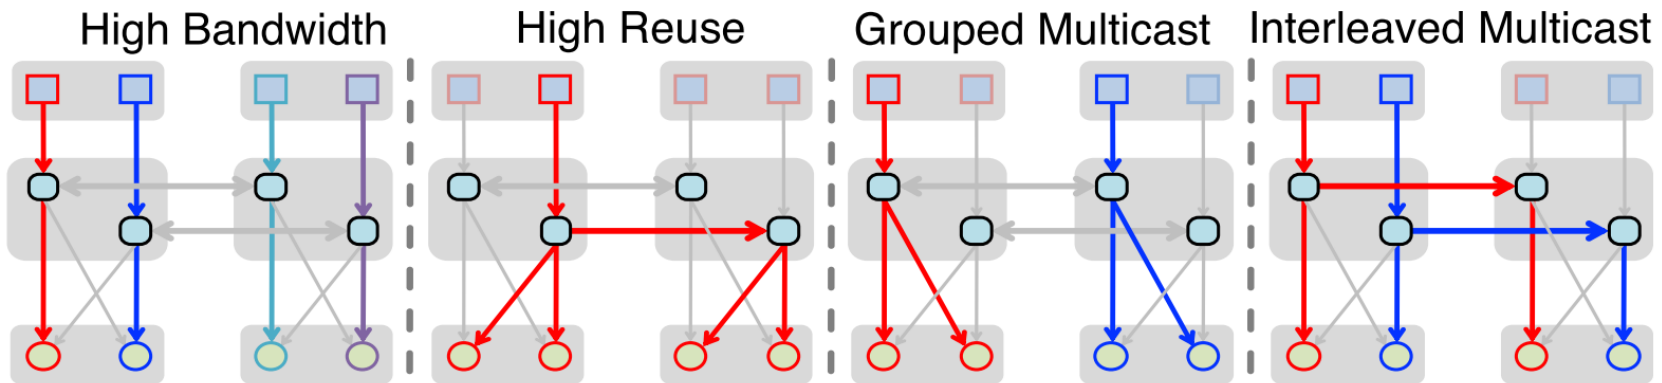 High Bandwidth
High Reuse
Grouped Multicast
Interleaved Multicast